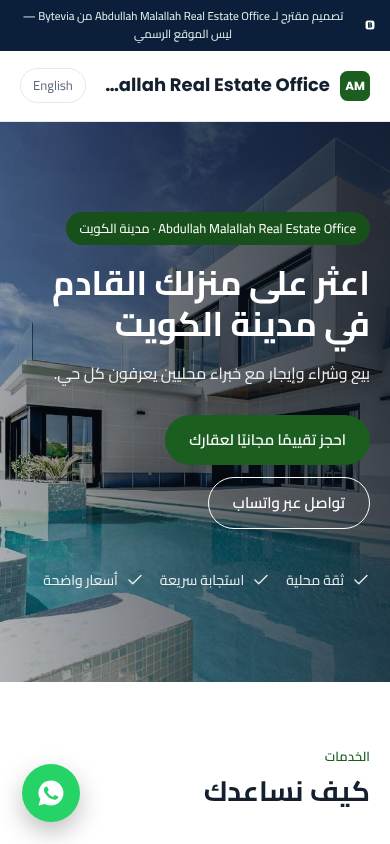 تصميم مقترح لـ Abdullah Malallah Real Estate Office من Bytevia —
ليس الموقع الرسمي
B
AM
...allah Real Estate Office
English
Abdullah Malallah Real Estate Office · مدينة الكويت
اعثر على منزلك القادم
في مدينة الكويت
بيع وشراء وإيجار مع خبراء محليين يعرفون كل حي.
احجز تقييمًا مجانيًا لعقارك
تواصل عبر واتساب
ثقة محلية
استجابة سريعة
أسعار واضحة
الخدمات
كيف نساعدك